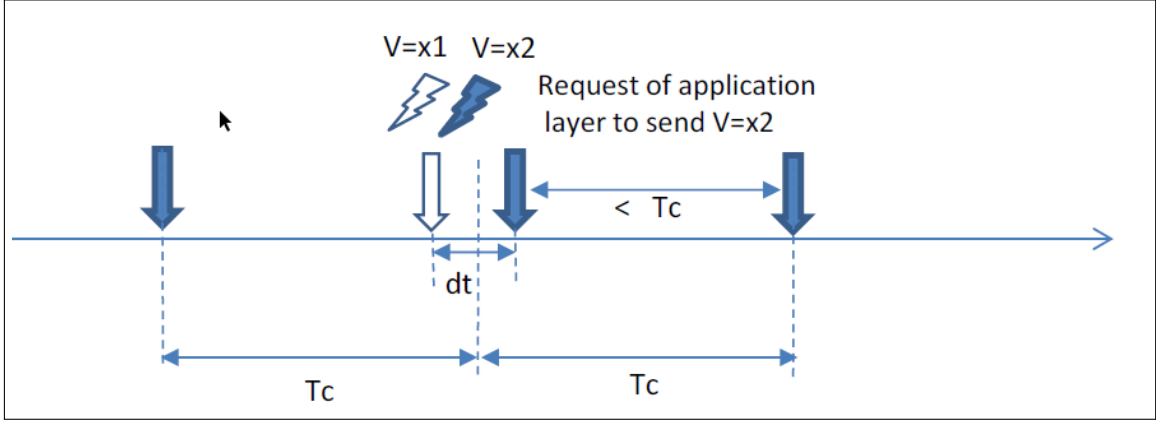 V=x1 V=x2
Request of application
layer to send V=x2
< Tc
dt
Tc Tc